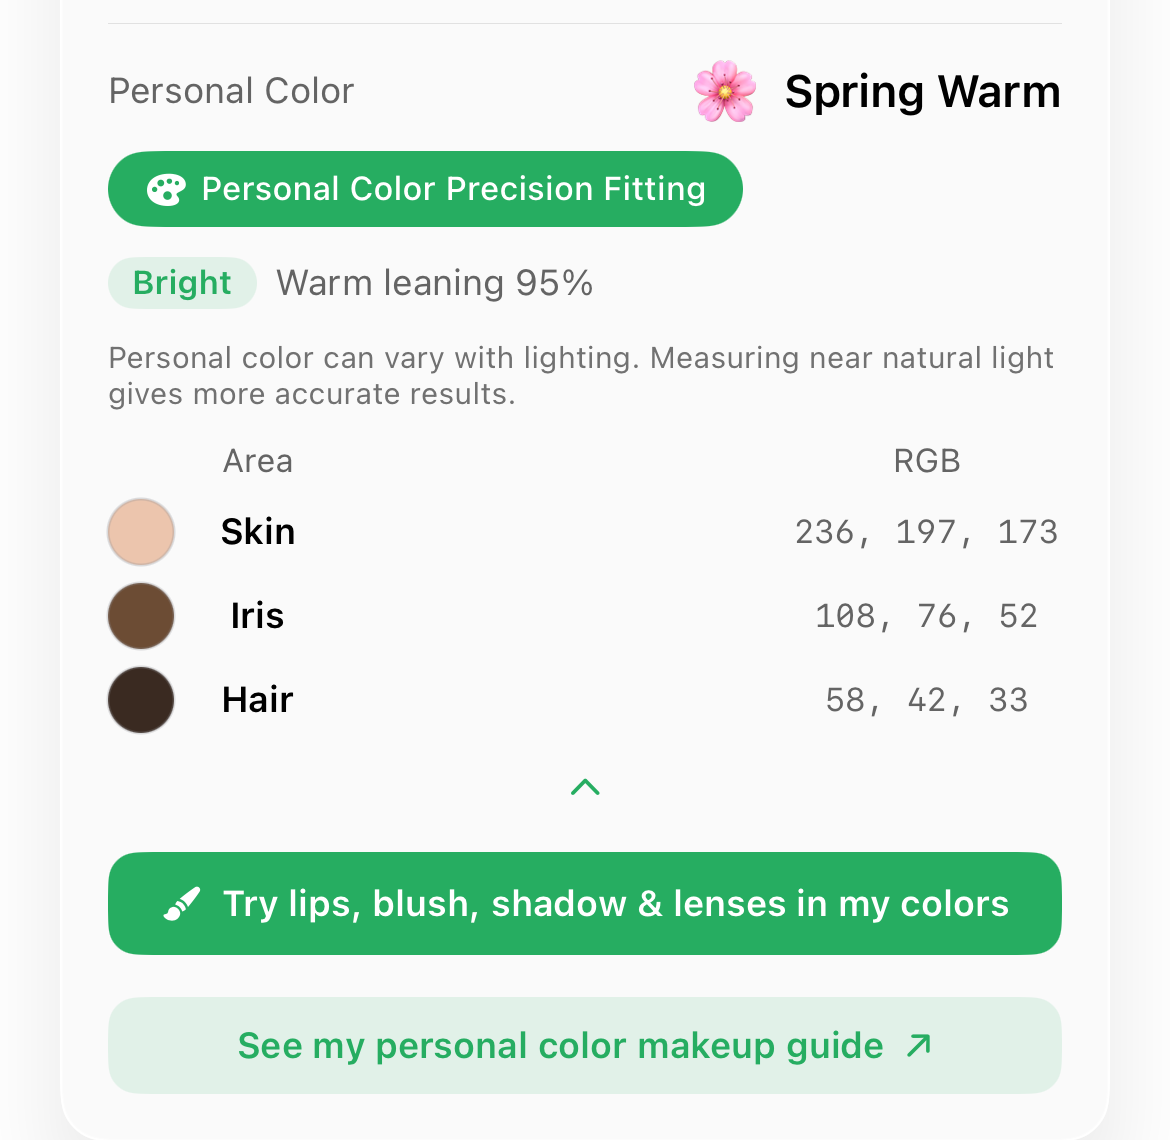 Personal Color
Spring Warm
Personal Color Precision Fitting
Bright Warm leaning 95%
Personal color can vary with lighting. Measuring near natural light
gives more accurate results.
Area RGB
Skin 236, 197, 173
Iris 108, 76, 52
Hair 58, 42, 33
Try lips, blush, shadow & lenses in my colors
See my personal color makeup guide ↗